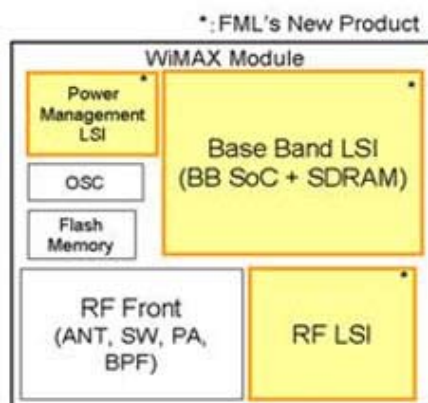 *: FML's New Product
WiMAX Module
*
Power
Management
LSI
*
Base Band LSI
(BB SoC + SDRAM)
OSC
Flash
Memory
RF Front
(ANT, SW, PA,
BPF)
*
RF LSI